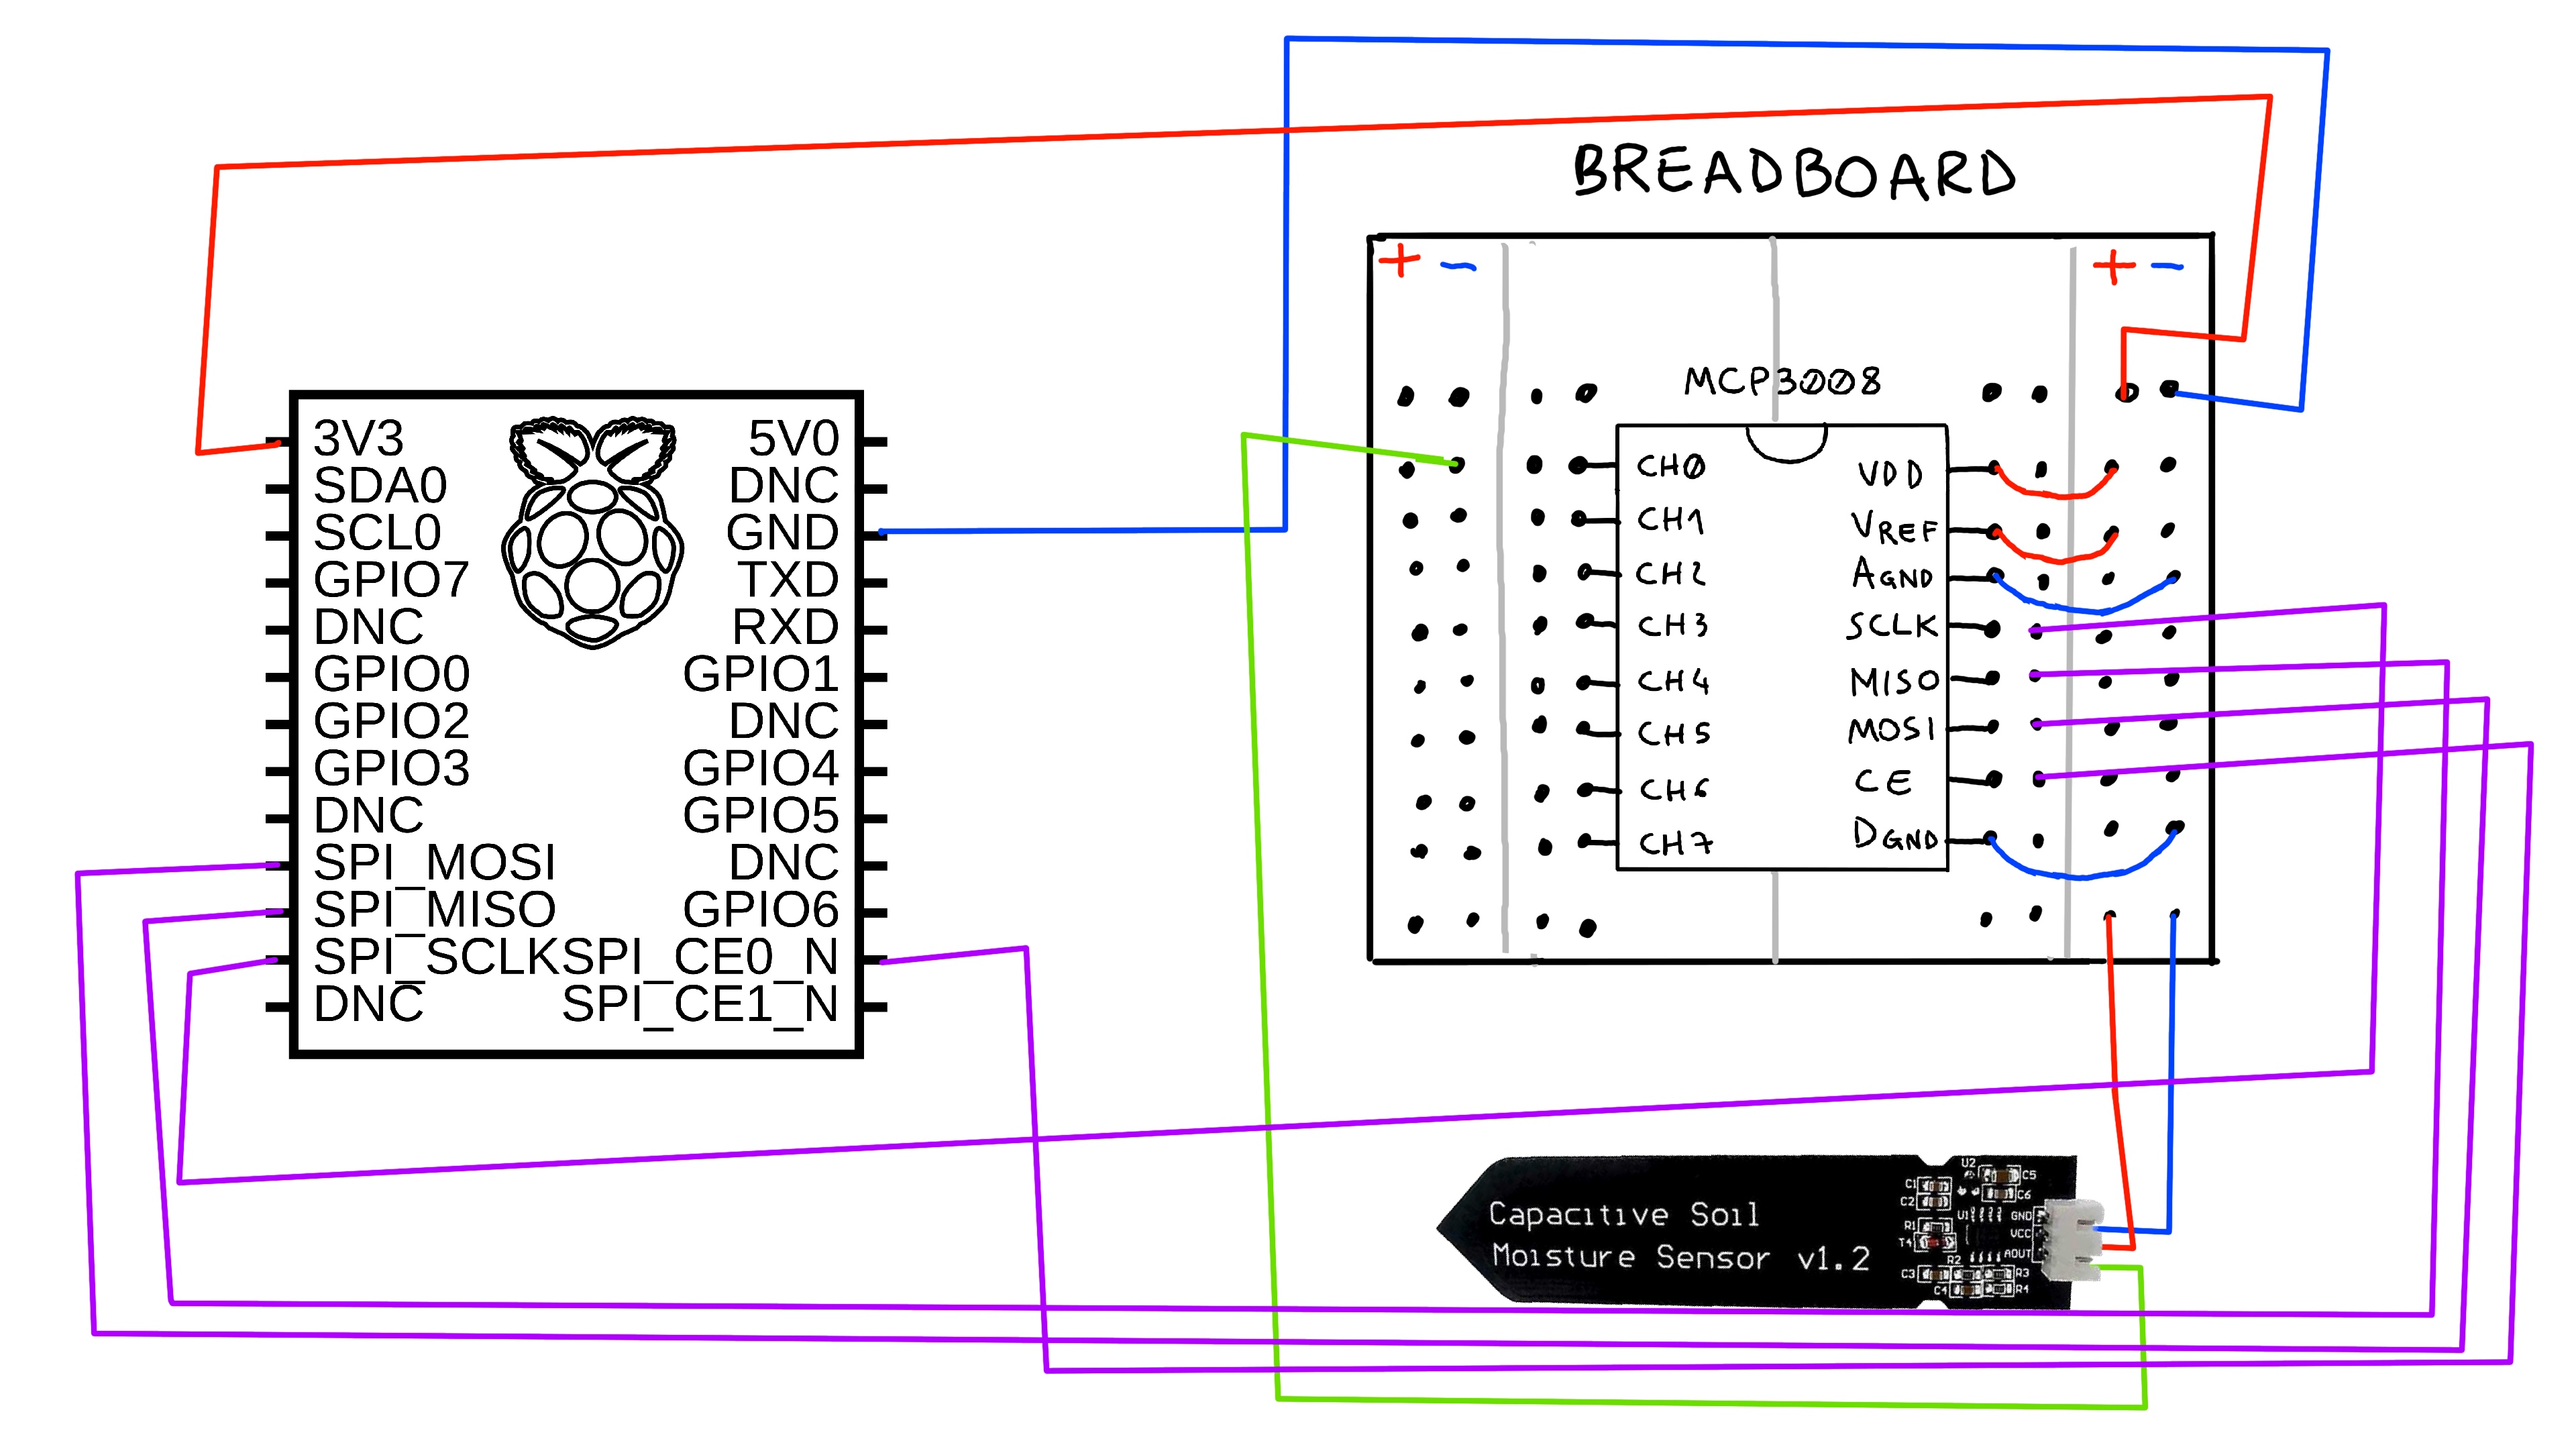 BREADBOARD
+ -
+ -
3V3
SDA0
SCL0
GPIO7
DNC
GPIO0
GPIO2
GPIO3
DNC
SPI_MOSI
SPI_MISO
SPI_SCLK
DNC
5V0
DNC
GND
TXD
RXD
GPIO1
DNC
GPIO4
GPIO5
DNC
GPIO6
SPI_CE0_N
SPI_CE1_N
MCP3008
CH0
CH1
CH2
CH3
CH4
CH5
CH6
CH7
VDD
VREF
AGND
SCLK
MISO
MOSI
CE
DGND
Capacitive Soil
Moisture Sensor v1.2
C1
C2
R1
T4
C3
U2
C5
C6
U1
GND
VCC
AOUT
R2
R3
C4
R4